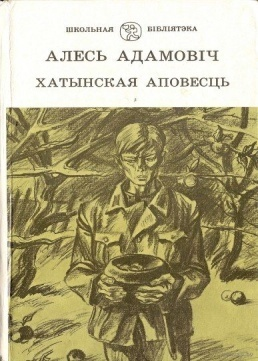 ШКОЛЬНАЯ БІБЛІЯТЭКА
АЛЕСЬ АДАМОВІЧ
ХАТЫНСКАЯ АПОВЕСЦЬ